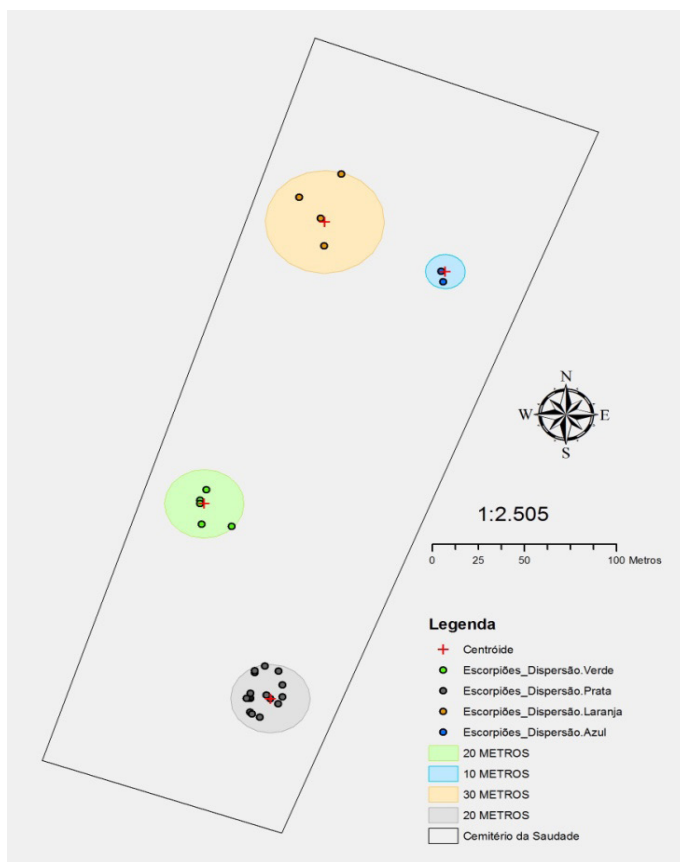 N
W E
S
1:2.505
0 25 50 100 Metros
Legenda
Centróide
Escorpiões_Dispersão.Verde
Escorpiões_Dispersão.Prata
Escorpiões_Dispersão.Laranja
Escorpiões_Dispersão.Azul
20 METROS
10 METROS
30 METROS
20 METROS
Cemitério da Saudade